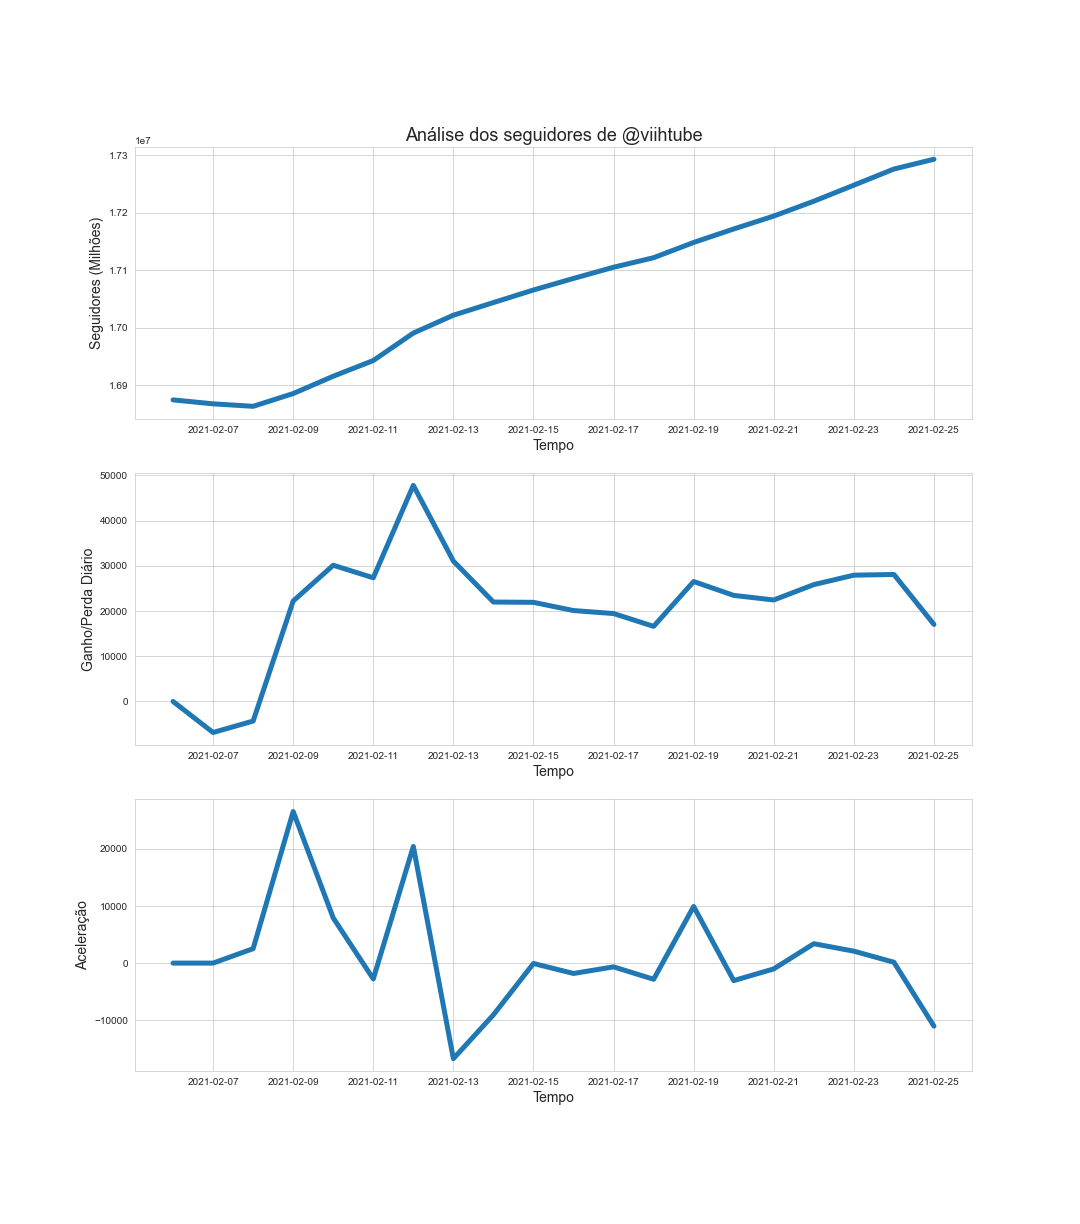 Análise dos seguidores de @viihtube
1e7
1.73
1.72
1.71
1.70
1.69
Seguidores (Milhões)
2021-02-07 2021-02-09 2021-02-11 2021-02-13 2021-02-15 2021-02-17 2021-02-19 2021-02-21 2021-02-23 2021-02-25
Tempo
50000
40000
30000
20000
10000
0
Ganho/Perda Diário
2021-02-07 2021-02-09 2021-02-11 2021-02-13 2021-02-15 2021-02-17 2021-02-19 2021-02-21 2021-02-23 2021-02-25
Tempo
20000
10000
0
−10000
Aceleração
2021-02-07 2021-02-09 2021-02-11 2021-02-13 2021-02-15 2021-02-17 2021-02-19 2021-02-21 2021-02-23 2021-02-25
Tempo